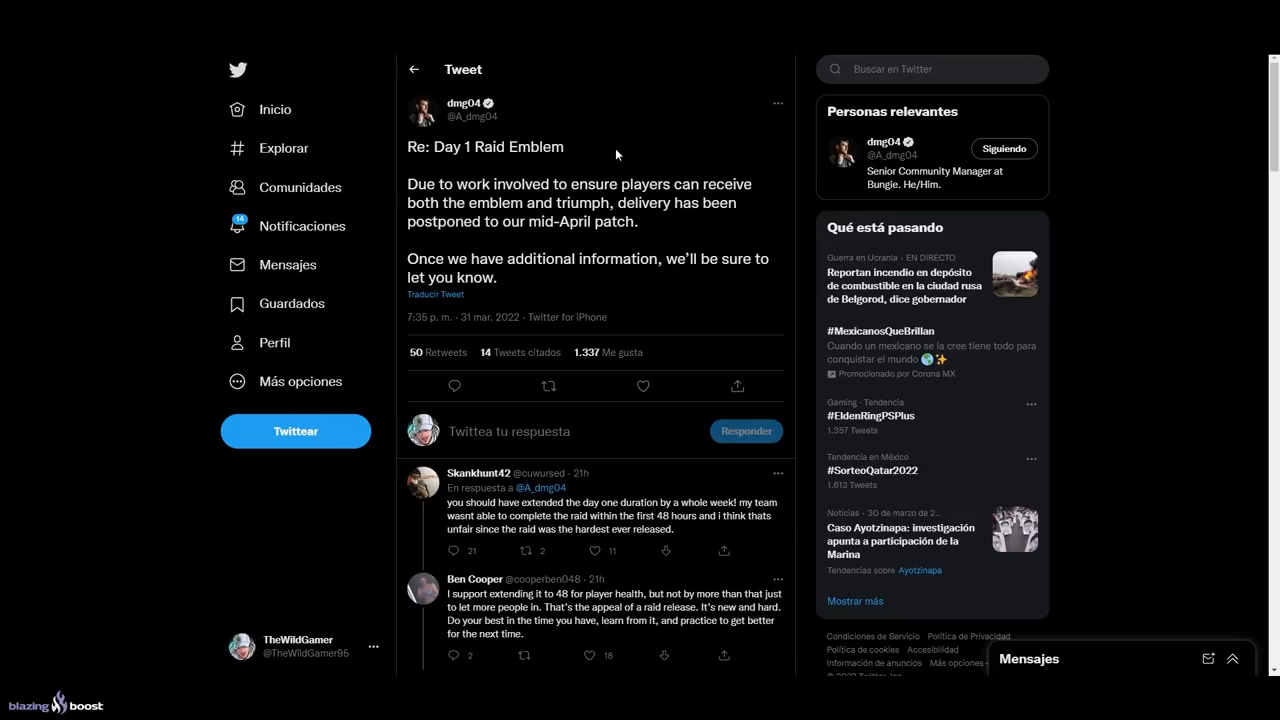 Inicio
Explorar
Comunidades
14
Notificaciones
Mensajes
Guardados
Perfil
Más opciones
Twittear
TheWildGamer
@TheWildGamer95
Tweet
dmg04
@A_dmg04
Re: Day 1 Raid Emblem
Due to work involved to ensure players can receive
both the emblem and triumph, delivery has been
postponed to our mid-April patch.
Once we have additional information, we'll be sure to
let you know.
Traducir Tweet
7:35 p. m. · 31 mar. 2022 · Twitter for iPhone
50 Retweets 14 Tweets citados 1.337 Me gusta
Twittea tu respuesta
Responder
Skankhunt42 @cuwursed · 21h
En respuesta a @A_dmg04
you should have extended the day one duration by a whole week! my team
wasnt able to complete the raid within the first 48 hours and i think thats
unfair since the raid was the hardest ever released.
21 2 11
Ben Cooper @cooperben048 · 21h
I support extending it to 48 for player health, but not by more than that just
to let more people in. That's the appeal of a raid release. It's new and hard.
Do your best in the time you have, learn from it, and practice to get better
for the next time.
2 18
Buscar en Twitter
Personas relevantes
dmg04
@A_dmg04
Siguiendo
Senior Community Manager at
Bungie. He/Him.
Qué está pasando
Guerra en Ucrania · EN DIRECTO
Reportan incendio en depósito
de combustible en la ciudad rusa
de Belgorod, dice gobernador
#MexicanosQueBrillan
Cuando un mexicano se la cree tiene todo para
conquistar el mundo 🌎✨
Promocionado por Corona MX
Gaming · Tendencia
#EldenRingPSPlus
1.357 Tweets
Tendencia en México
#SorteoQatar2022
1.613 Tweets
Noticias · 30 de marzo de 2...
Caso Ayotzinapa: investigación
apunta a participación de la
Marina
Tendencias sobre Ayotzinapa
Mostrar más
Condiciones de Servicio Política de Privacidad
Política de cookies Accesibilidad
Información de anuncios Más opciones
Mensajes
blazing boost